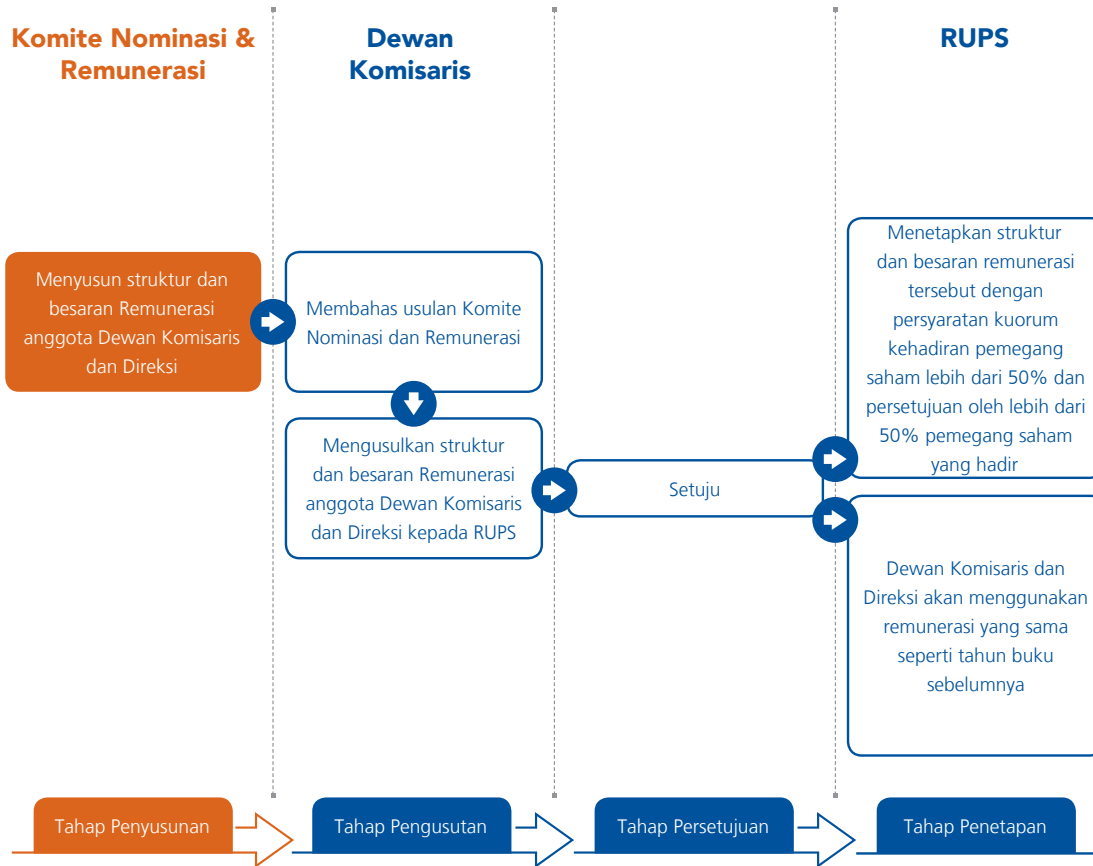 Komite Nominasi &
Remunerasi
Dewan
Komisaris
RUPS
Menyusun struktur dan
besaran Remunerasi
anggota Dewan Komisaris
dan Direksi
Membahas usulan Komite
Nominasi dan Remunerasi
Mengusulkan struktur
dan besaran Remunerasi
anggota Dewan Komisaris
dan Direksi kepada RUPS
Setuju
Menetapkan struktur
dan besaran remunerasi
tersebut dengan
persyaratan kuorum
kehadiran pemegang
saham lebih dari 50% dan
persetujuan oleh lebih dari
50% pemegang saham
yang hadir
Dewan Komisaris dan
Direksi akan menggunakan
remunerasi yang sama
seperti tahun buku
sebelumnya
Tahap Penyusunan
Tahap Pengusutan
Tahap Persetujuan
Tahap Penetapan